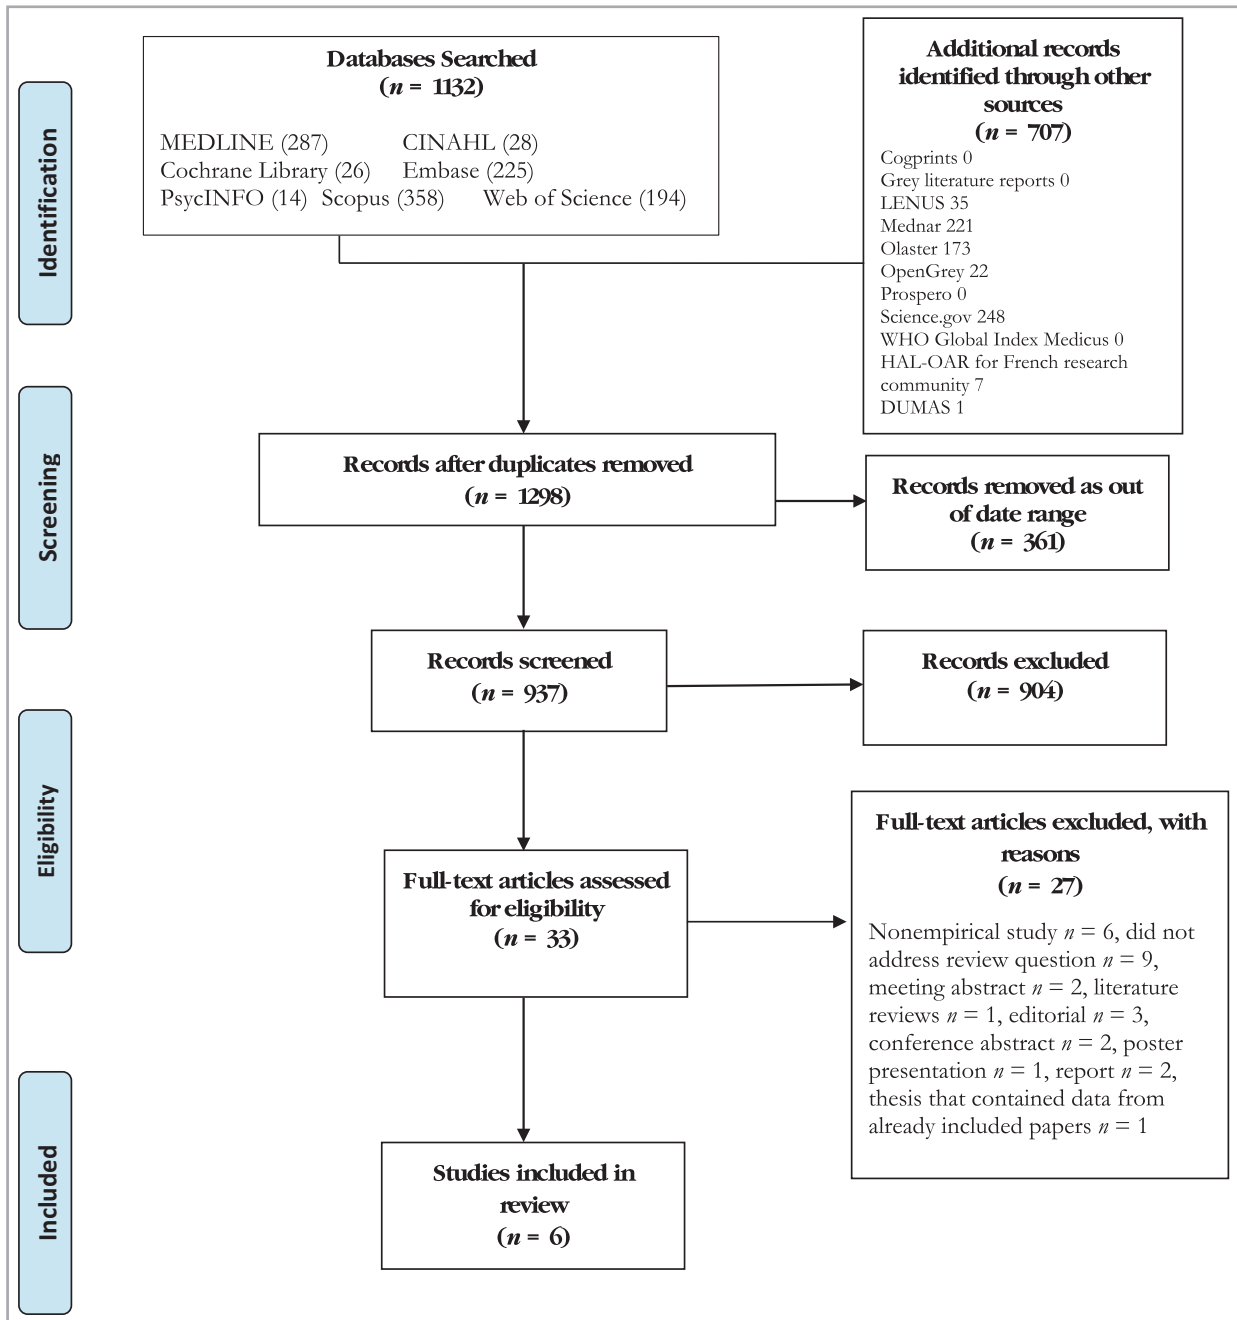 Identification
Databases Searched
(n = 1132)
MEDLINE (287) CINAHL (28)
Cochrane Library (26) Embase (225)
PsycINFO (14) Scopus (358) Web of Science (194)
Additional records
identified through other
sources
(n = 707)
Cogprints 0
Grey literature reports 0
LENUS 35
Mednar 221
Olaster 173
OpenGrey 22
Prospero 0
Science.gov 248
WHO Global Index Medicus 0
HAL-OAR for French research
community 7
DUMAS 1
Screening
Records after duplicates removed
(n = 1298)
Records removed as out
of date range
(n = 361)
Records screened
(n = 937)
Records excluded
(n = 904)
Eligibility
Full-text articles assessed
for eligibility
(n = 33)
Full-text articles excluded, with
reasons
(n = 27)
Nonempirical study n = 6, did not
address review question n = 9,
meeting abstract n = 2, literature
reviews n = 1, editorial n = 3,
conference abstract n = 2, poster
presentation n = 1, report n = 2,
thesis that contained data from
already included papers n = 1
Included
Studies included in
review
(n = 6)